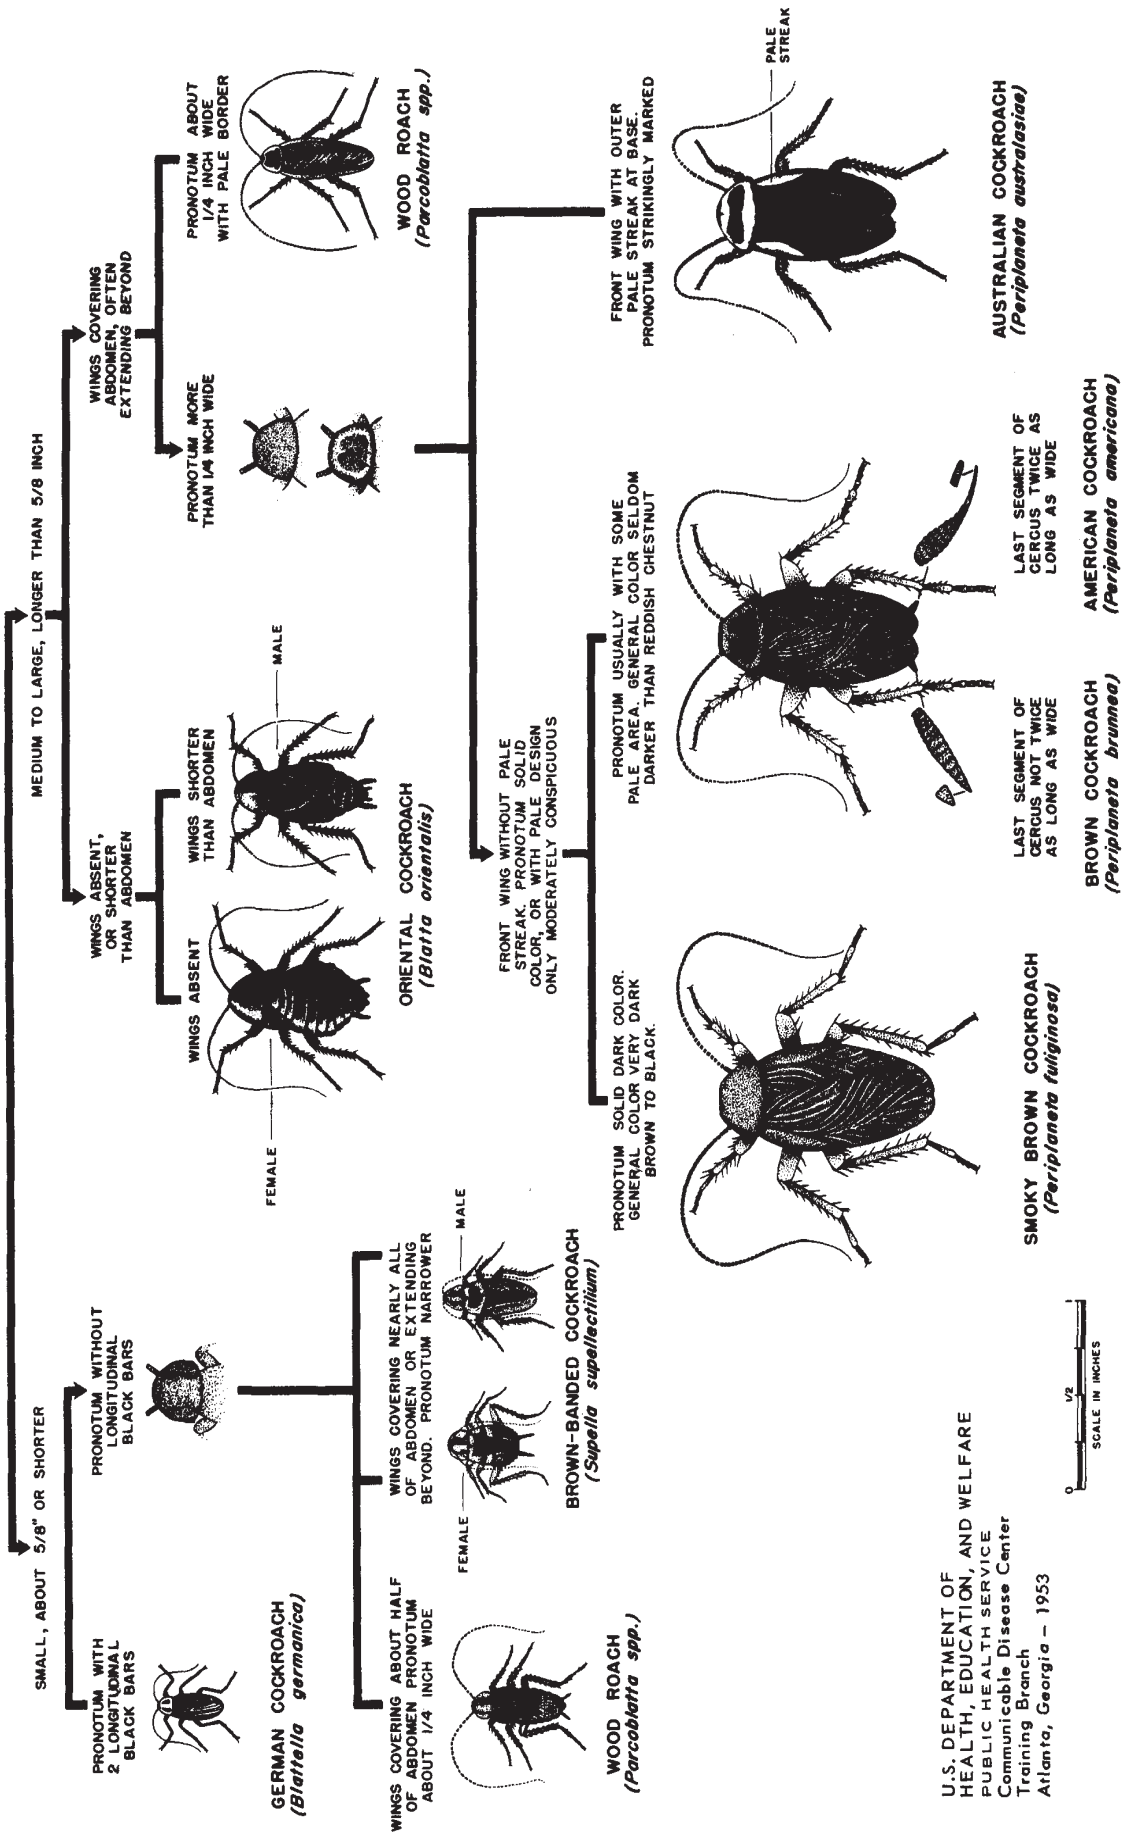 SMALL, ABOUT 5/8" OR SHORTER
MEDIUM TO LARGE, LONGER THAN 5/8 INCH
PRONOTUM WITH
2 LONGITUDINAL
BLACK BARS
GERMAN COCKROACH
(Blattella germanica)
PRONOTUM WITHOUT
LONGITUDINAL
BLACK BARS
WINGS COVERING ABOUT HALF
OF ABDOMEN PRONOTUM
ABOUT 1/4 INCH WIDE
WOOD ROACH
(Parcoblatta spp.)
WINGS COVERING NEARLY ALL
OF ABDOMEN OR EXTENDING
BEYOND. PRONOTUM NARROWER
FEMALE
MALE
BROWN-BANDED COCKROACH
(Supella supellectilium)
WINGS ABSENT,
OR SHORTER
THAN ABDOMEN
WINGS ABSENT
FEMALE
WINGS SHORTER
THAN ABDOMEN
MALE
ORIENTAL COCKROACH
(Blatta orientalis)
WINGS COVERING
ABDOMEN, OFTEN
EXTENDING BEYOND
PRONOTUM MORE
THAN 1/4 INCH WIDE
PRONOTUM ABOUT
1/4 INCH WIDE
WITH PALE BORDER
WOOD ROACH
(Parcoblatta spp.)
FRONT WING WITHOUT PALE
STREAK. PRONOTUM SOLID
COLOR, OR WITH PALE DESIGN
ONLY MODERATELY CONSPICUOUS
FRONT WING WITH OUTER
PALE STREAK AT BASE.
PRONOTUM STRIKINGLY MARKED
PALE
STREAK
AUSTRALIAN COCKROACH
(Periplaneta australasiae)
PRONOTUM SOLID DARK COLOR.
GENERAL COLOR VERY DARK
BROWN TO BLACK.
SMOKY BROWN COCKROACH
(Periplaneta fuliginosa)
PRONOTUM USUALLY WITH SOME
PALE AREA. GENERAL COLOR SELDOM
DARKER THAN REDDISH CHESTNUT
LAST SEGMENT OF
CERCUS NOT TWICE
AS LONG AS WIDE
BROWN COCKROACH
(Periplaneta brunnea)
LAST SEGMENT OF
CERCUS TWICE AS
LONG AS WIDE
AMERICAN COCKROACH
(Periplaneta americana)
U.S. DEPARTMENT OF
HEALTH, EDUCATION, AND WELFARE
PUBLIC HEALTH SERVICE
Communicable Disease Center
Training Branch
Atlanta, Georgia – 1953
0 1/2 1
SCALE IN INCHES